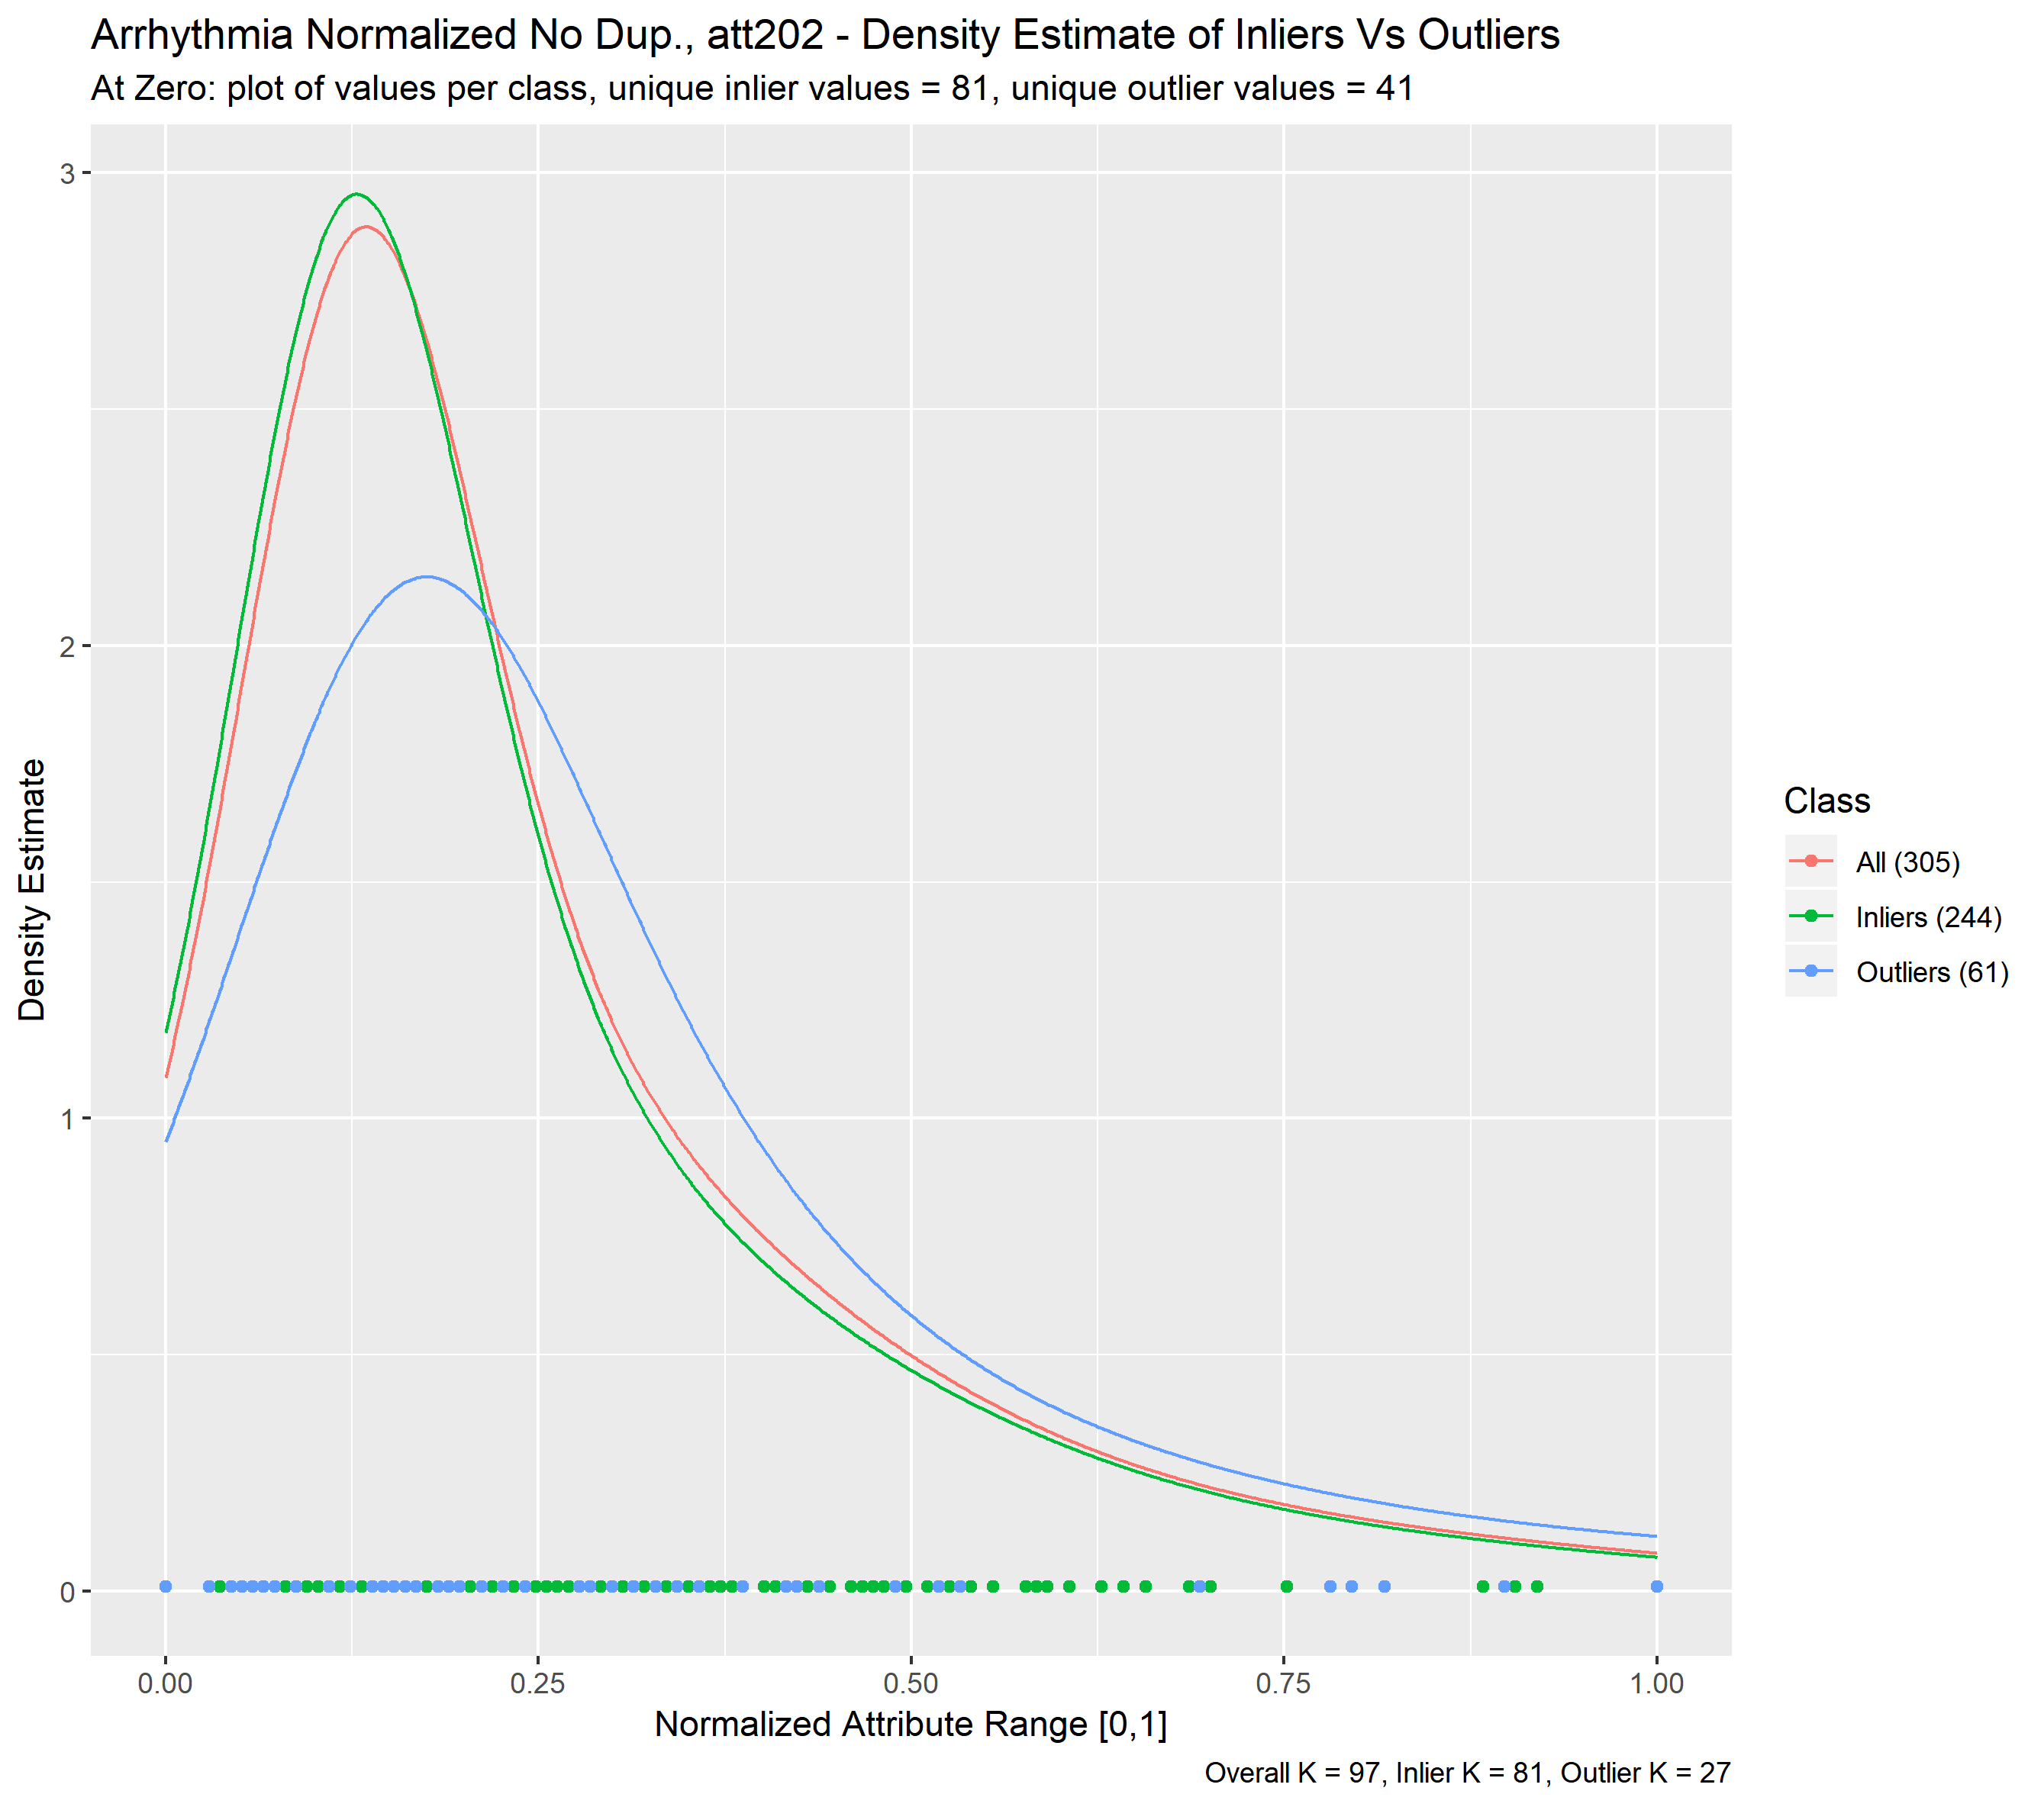 Arrhythmia Normalized No Dup., att202 - Density Estimate of Inliers Vs Outliers
At Zero: plot of values per class, unique inlier values = 81, unique outlier values = 41
3
2
1
0
Density Estimate
0.00 0.25 0.50 0.75 1.00
Normalized Attribute Range [0,1]
Class
All (305)
Inliers (244)
Outliers (61)
Overall K = 97, Inlier K = 81, Outlier K = 27